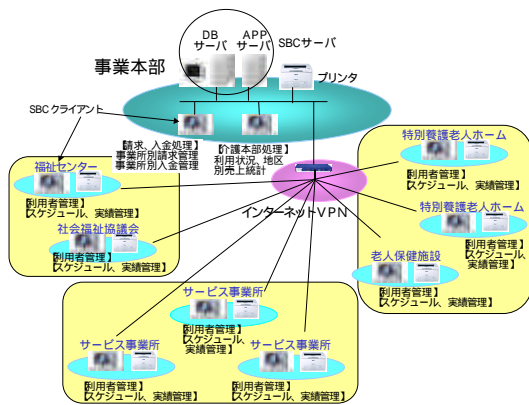 DB
サーバ
APP
サーバ
SBCサーバ
事業本部
プリンタ
SBCクライアント
【請求、入金処理】
事業所別請求管理
事業所別入金管理
【介護本部処理】
利用状況、地区
別売上統計
福祉センター
【利用者管理】
【スケジュール、実績管理】
社会福祉協議会
【利用者管理】
【スケジュール、実績管理】
インターネットVPN
特別養護老人ホーム
【利用者管理】
【スケジュール、実績管理】
特別養護老人ホーム
【利用者管理】
【スケジュール、
実績管理】
老人保健施設
【利用者管理】
【スケジュール、
実績管理】
サービス事業所
【利用者管理】
【スケジュール、
実績管理】
サービス事業所
【利用者管理】
【スケジュール、実績管理】
サービス事業所
【利用者管理】
【スケジュール、実績管理】